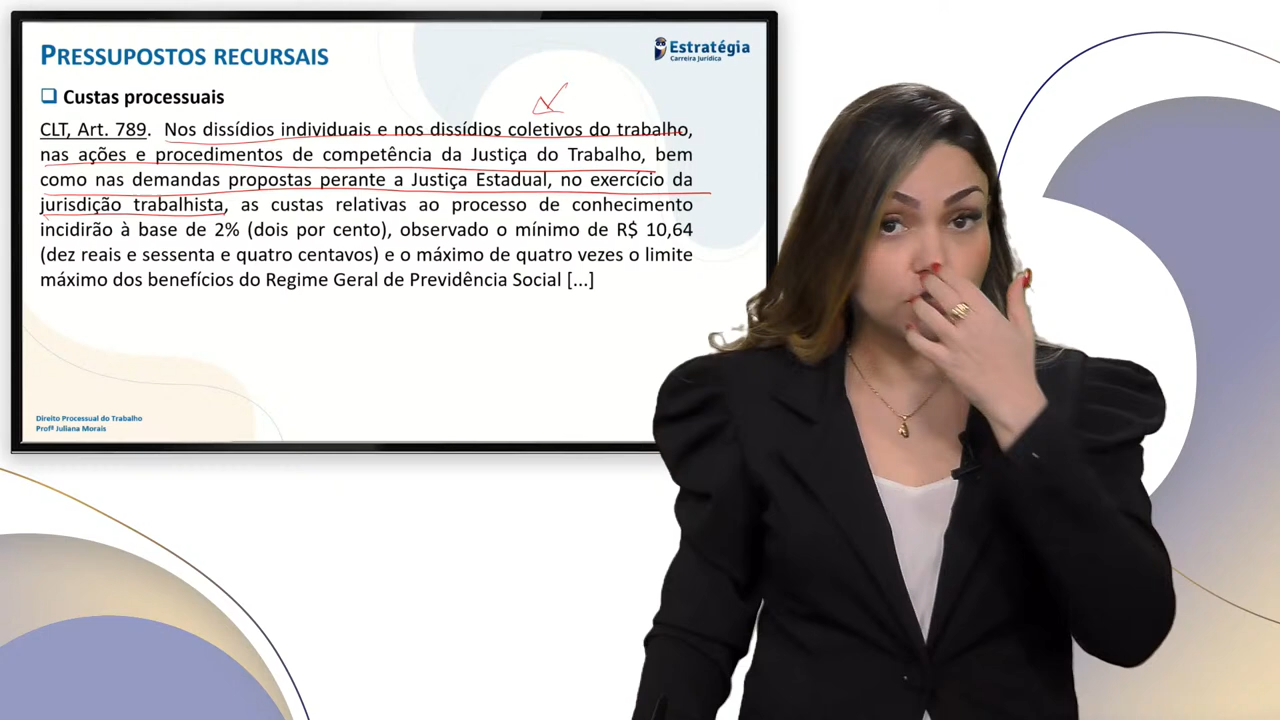 PRESSUPOSTOS RECURSAIS
Estratégia
Carreira Jurídica
Custas processuais
CLT, Art. 789. Nos dissídios individuais e nos dissídios coletivos do trabalho,
nas ações e procedimentos de competência da Justiça do Trabalho, bem
como nas demandas propostas perante a Justiça Estadual, no exercício da
jurisdição trabalhista, as custas relativas ao processo de conhecimento
incidirão à base de 2% (dois por cento), observado o mínimo de R$ 10,64
(dez reais e sessenta e quatro centavos) e o máximo de quatro vezes o limite
máximo dos benefícios do Regime Geral de Previdência Social [...]
Direito Processual do Trabalho
Profª Juliana Morais